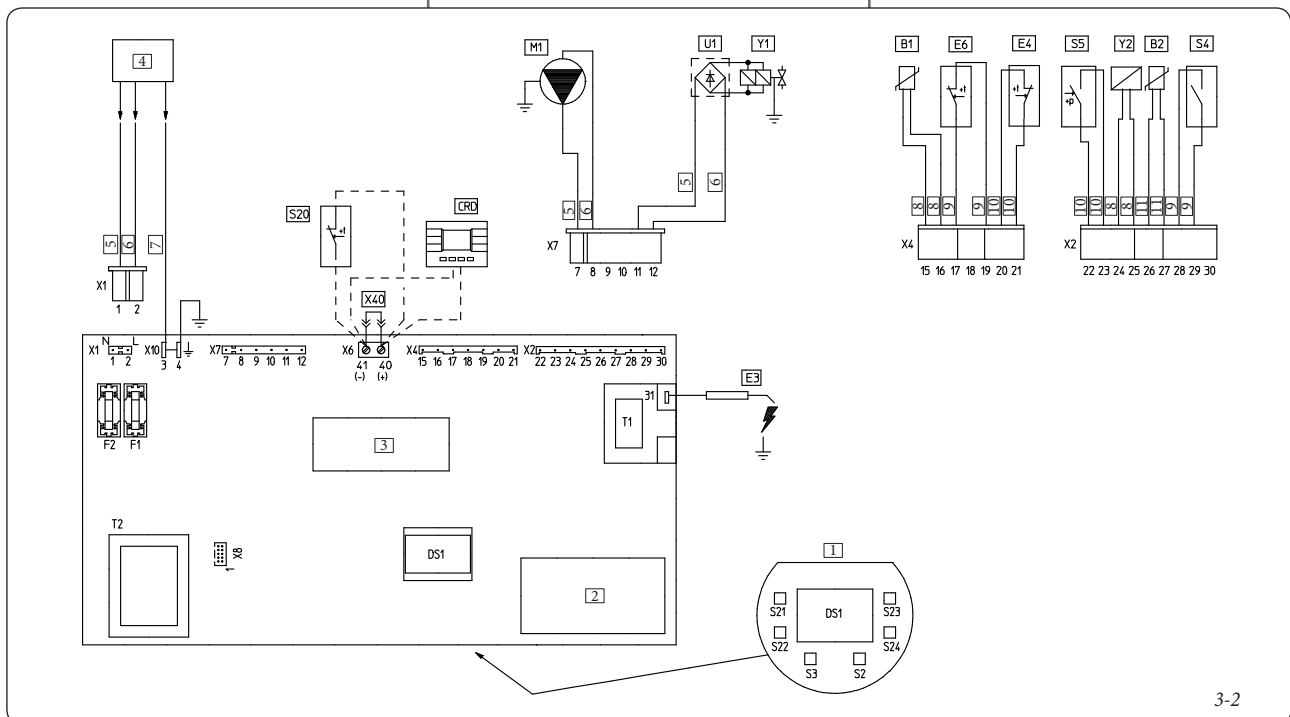 4
M1
U1
Y1
B1
E6
E4
S5
Y2
B2
S4
+t
+t
+p
5
6
7
S20
+t
CRD
5
6
5
6
8
8
9
9
10
10
10
10
8
8
11
11
9
9
X1
1 2
X7
7 8 9 10 11 12
X4
15 16 17 18 19 20 21
X2
22 23 24 25 26 27 28 29 30
X40
X1
N L
1 2
X10
3 4
X7
7 8 9 10 11 12
X6
41 40
(-) (+)
X4
15 16 17 18 19 20 21
X2
22 23 24 25 26 27 28 29 30
F2
F1
3
31
T1
E3
T2
1
X8
DS1
2
1
S21
DS1
S23
S22
S24
S3
S2
3-2